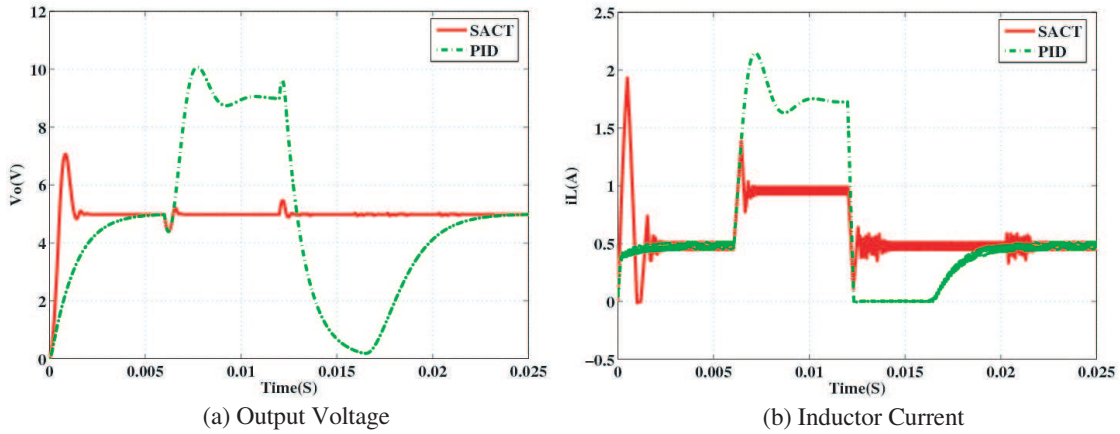 12
10
8
6
4
2
0
Vo(V)
SACT
PID
0
0.005
0.01
0.015
0.02
0.025
Time(S)
(a) Output Voltage
2.5
2
1.5
1
0.5
0
−0.5
iL(A)
SACT
PID
0
0.005
0.01
0.015
0.02
0.025
Time(S)
(b) Inductor Current